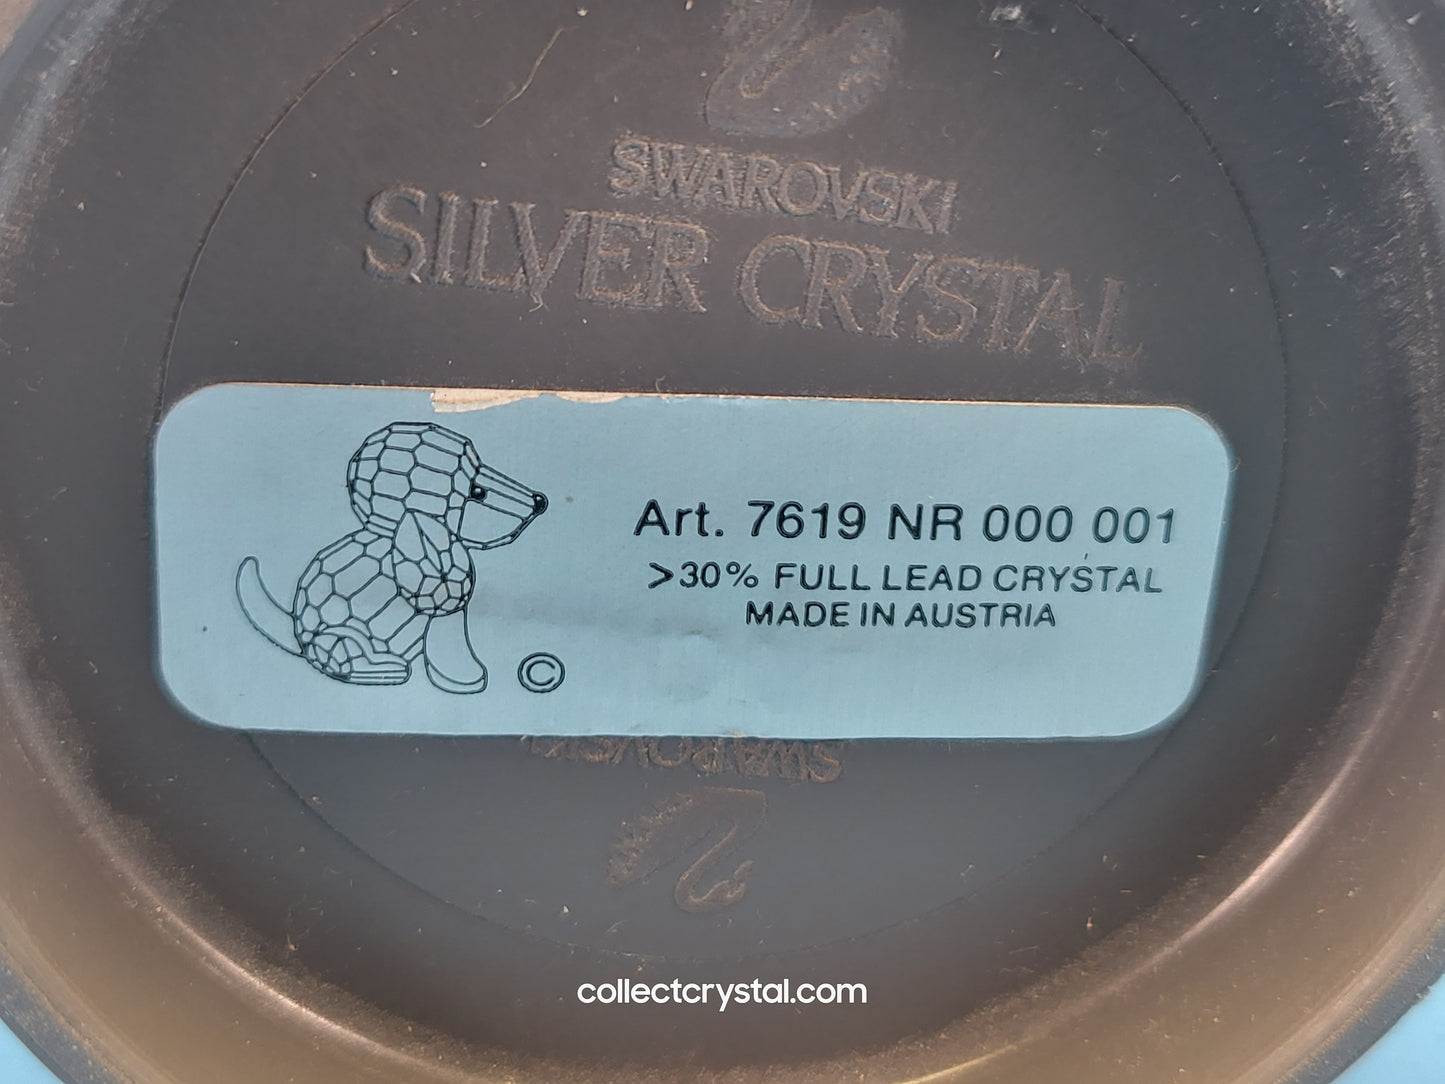 SWAROVSKI
SILVER CRYSTAL
Art. 7619 NR 000 001
>30% FULL LEAD CRYSTAL
MADE IN AUSTRIA
©
SWAROVSKI
collectcrystal.com